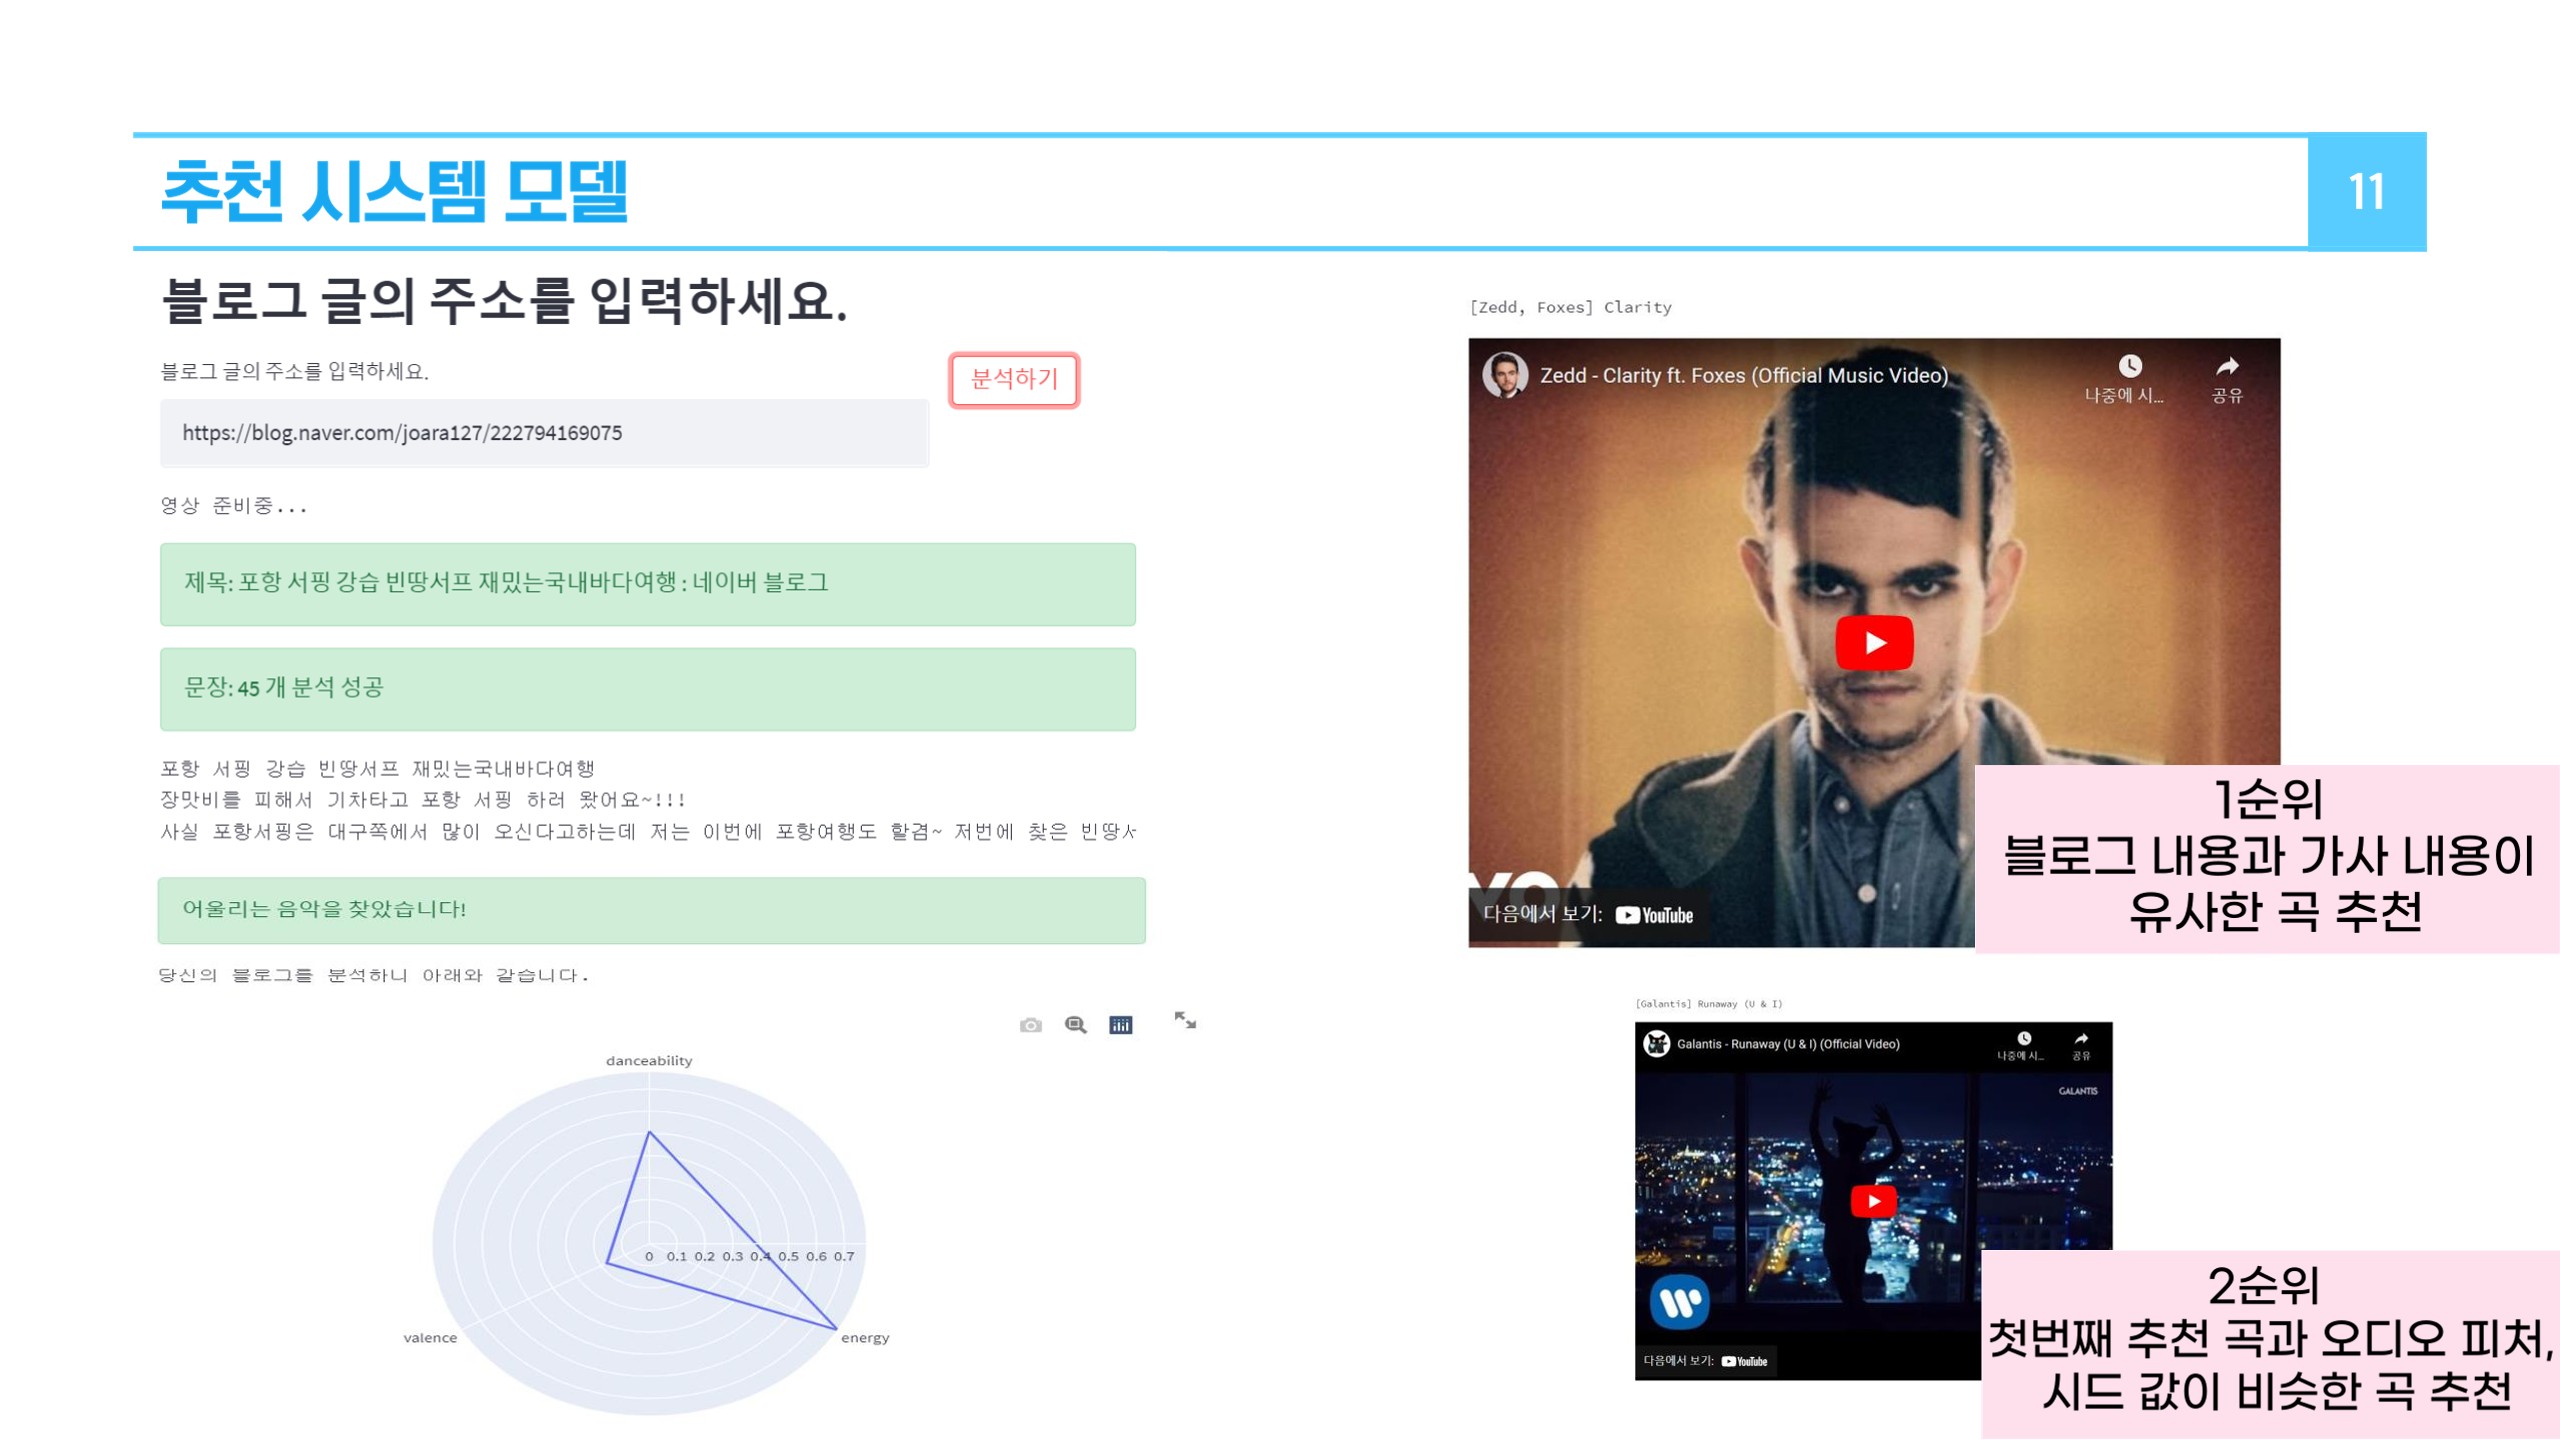 추천 시스템 모델
11
블로그 글의 주소를 입력하세요.
블로그 글의 주소를 입력하세요.
분석하기
https://blog.naver.com/joara127/222794169075
영상 준비중...
제목: 포항 서핑 강습 빈땅서프 재밌는국내바다여행 : 네이버 블로그
문장: 45 개 분석 성공
포항 서핑 강습 빈땅서프 재밌는국내바다여행
장맛비를 피해서 기차타고 포항 서핑 하러 왔어요~!!!
사실 포항서핑은 대구쪽에서 많이 오신다고하는데 저는 이번에 포항여행도 할겸~ 저번에 찾은
어울리는 음악을 찾았습니다!
당신의 블로그를 분석하니 아래와 같습니다.
danceability
0 0.1 0.2 0.3 0.4 0.5 0.6 0.7
valence
energy
[Zedd, Foxes] Clarity
Zedd - Clarity ft. Foxes (Official Music Video)
나중에 시...
공유
다음에서 보기: YouTube
1순위
블로그 내용과 가사 내용이
유사한 곡 추천
[Galantis] Runaway (U & I)
Galantis - Runaway (U & I) (Official Video)
나중에 시...
공유
GALANTIS
다음에서 보기: YouTube
2순위
첫번째 추천 곡과 오디오 피처,
시드 값이 비슷한 곡 추천